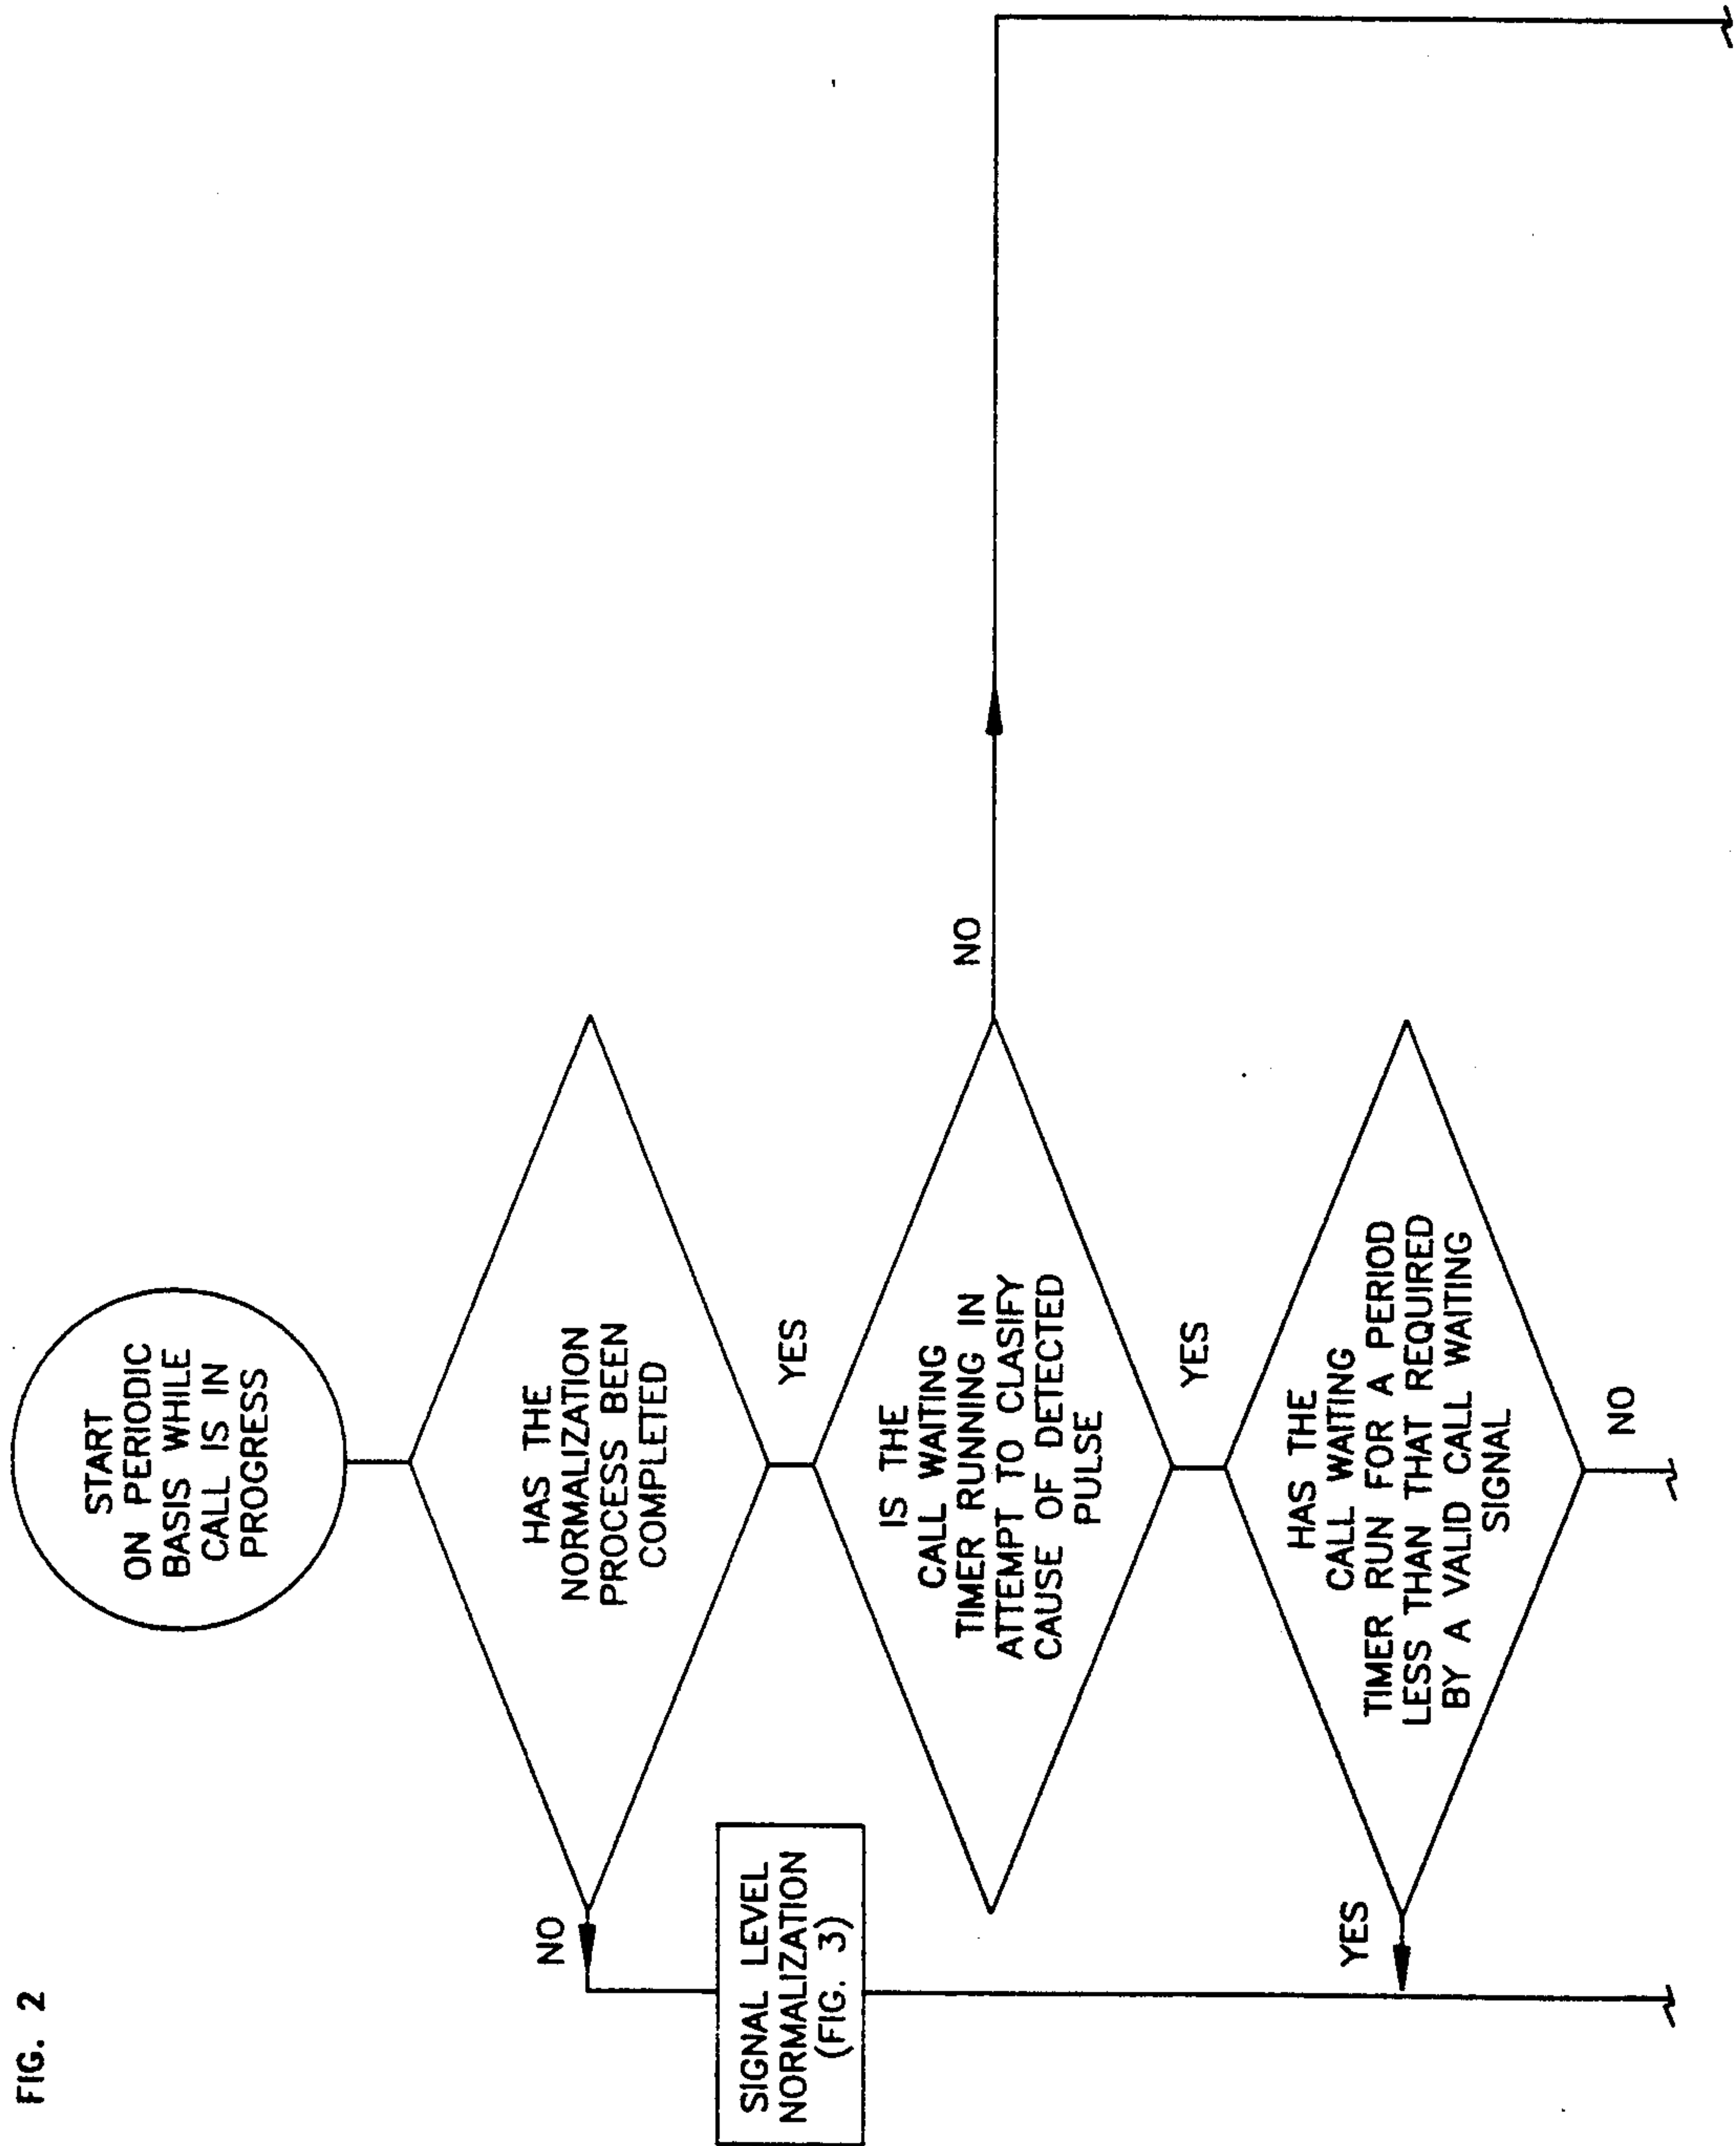 FIG. 2
START
ON PERIODIC
BASIS WHILE
CALL IS IN
PROGRESS
HAS THE
NORMALIZATION
PROCESS BEEN
COMPLETED
NO
YES
SIGNAL LEVEL
NORMALIZATION
(FIG. 3)
IS THE
CALL WAITING
TIMER RUNNING IN
ATTEMPT TO CLASIFY
CAUSE OF DETECTED
PULSE
NO
YES
HAS THE
CALL WAITING
TIMER RUN FOR A PERIOD
LESS THAN THAT REQUIRED
BY A VALID CALL WAITING
SIGNAL
YES
NO